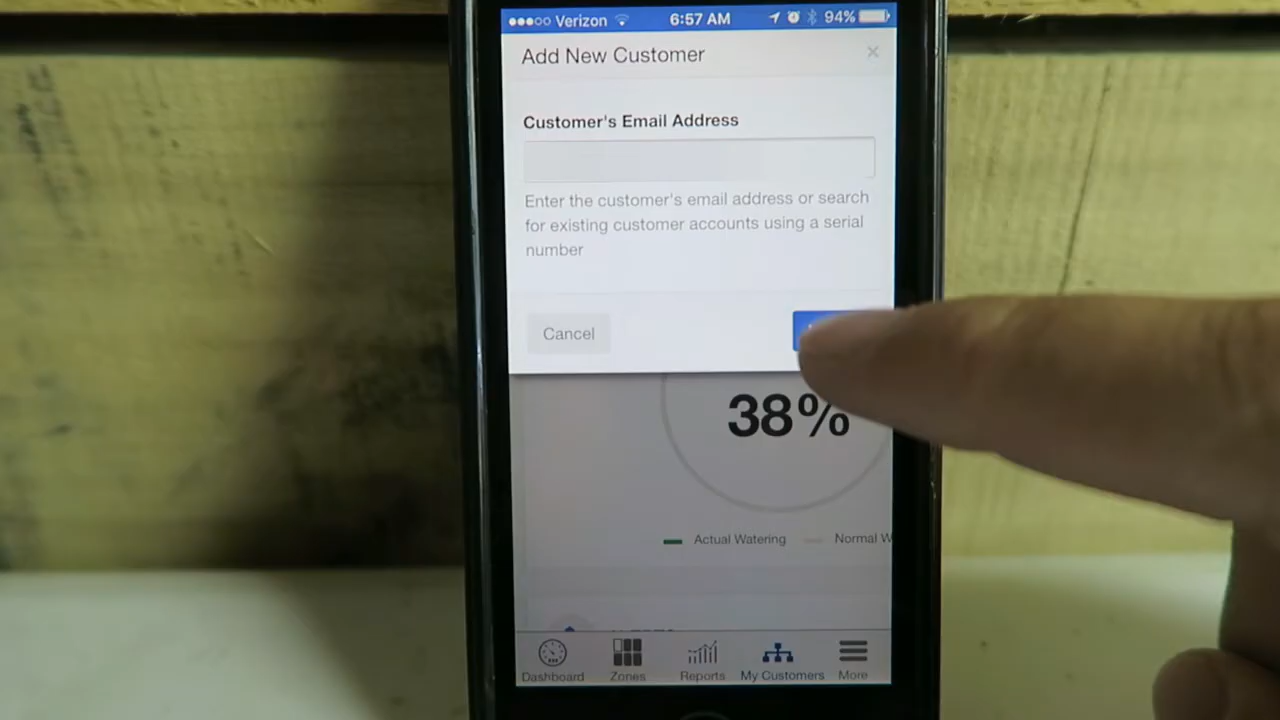 Verizon 6:57 AM 94%
Add New Customer ×
Customer's Email Address
Enter the customer's email address or search
for existing customer accounts using a serial
number
Cancel
38%
Actual Watering Normal W
Dashboard Zones Reports My Customers More